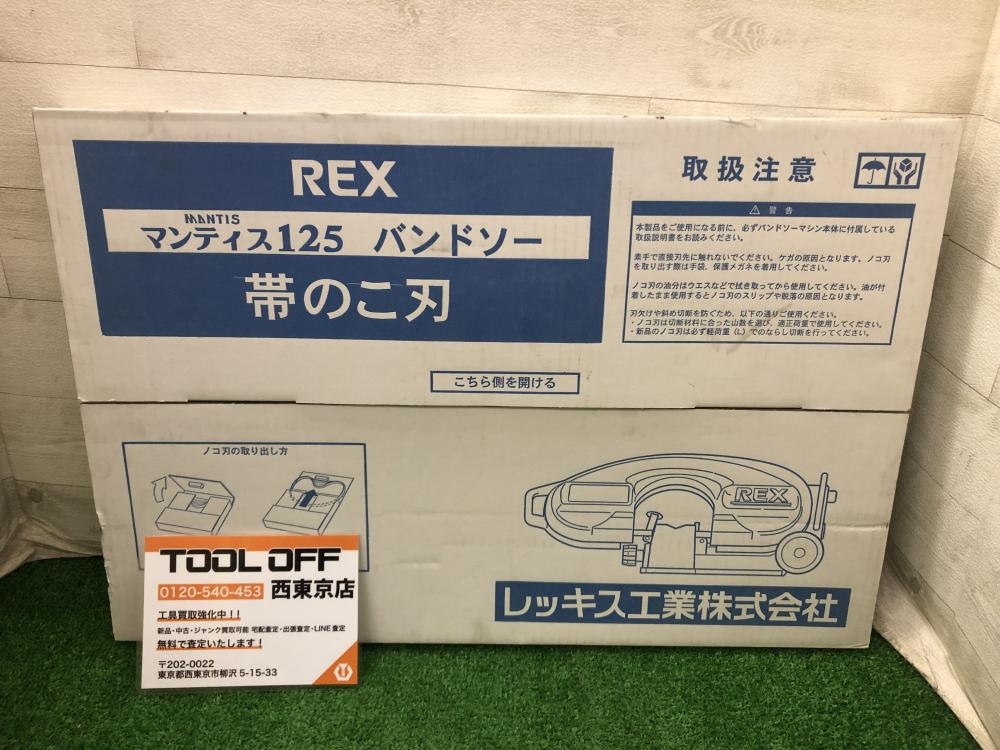 REX
MANTIS
マンティス125 バンドソー
帯のこ刃
取扱注意
⚠ 警告
本製品をご使用になる前に、必ずバンドソーマシン本体に付属している
取扱説明書をお読みください。
素手で直接刃先に触れないでください。ケガの原因となります。ノコ刃
を取り出す際は手袋、保護メガネを着用してください。
ノコ刃の油分はウエスなどで拭き取ってから使用してください。油が付
着したまま使用するとノコ刃のスリップや脱落の原因となります。
刃欠けや斜め切断を防ぐため、以下の通りご使用ください。
・ノコ刃は切断材料に合った山数を選び、適正荷重で使用してください。
・新品のノコ刃は必ず軽荷重（L）でのならし切断を行ってください。
こちら側を開ける
ノコ刃の取り出し方
REX
レッキス工業株式会社
TOOL OFF
0120-540-453 西東京店
工具買取強化中！！
新品・中古・ジャンク買取可能 宅配査定・出張査定・LINE査定
無料で査定いたします！
〒202-0022
東京都西東京市柳沢 5-15-33